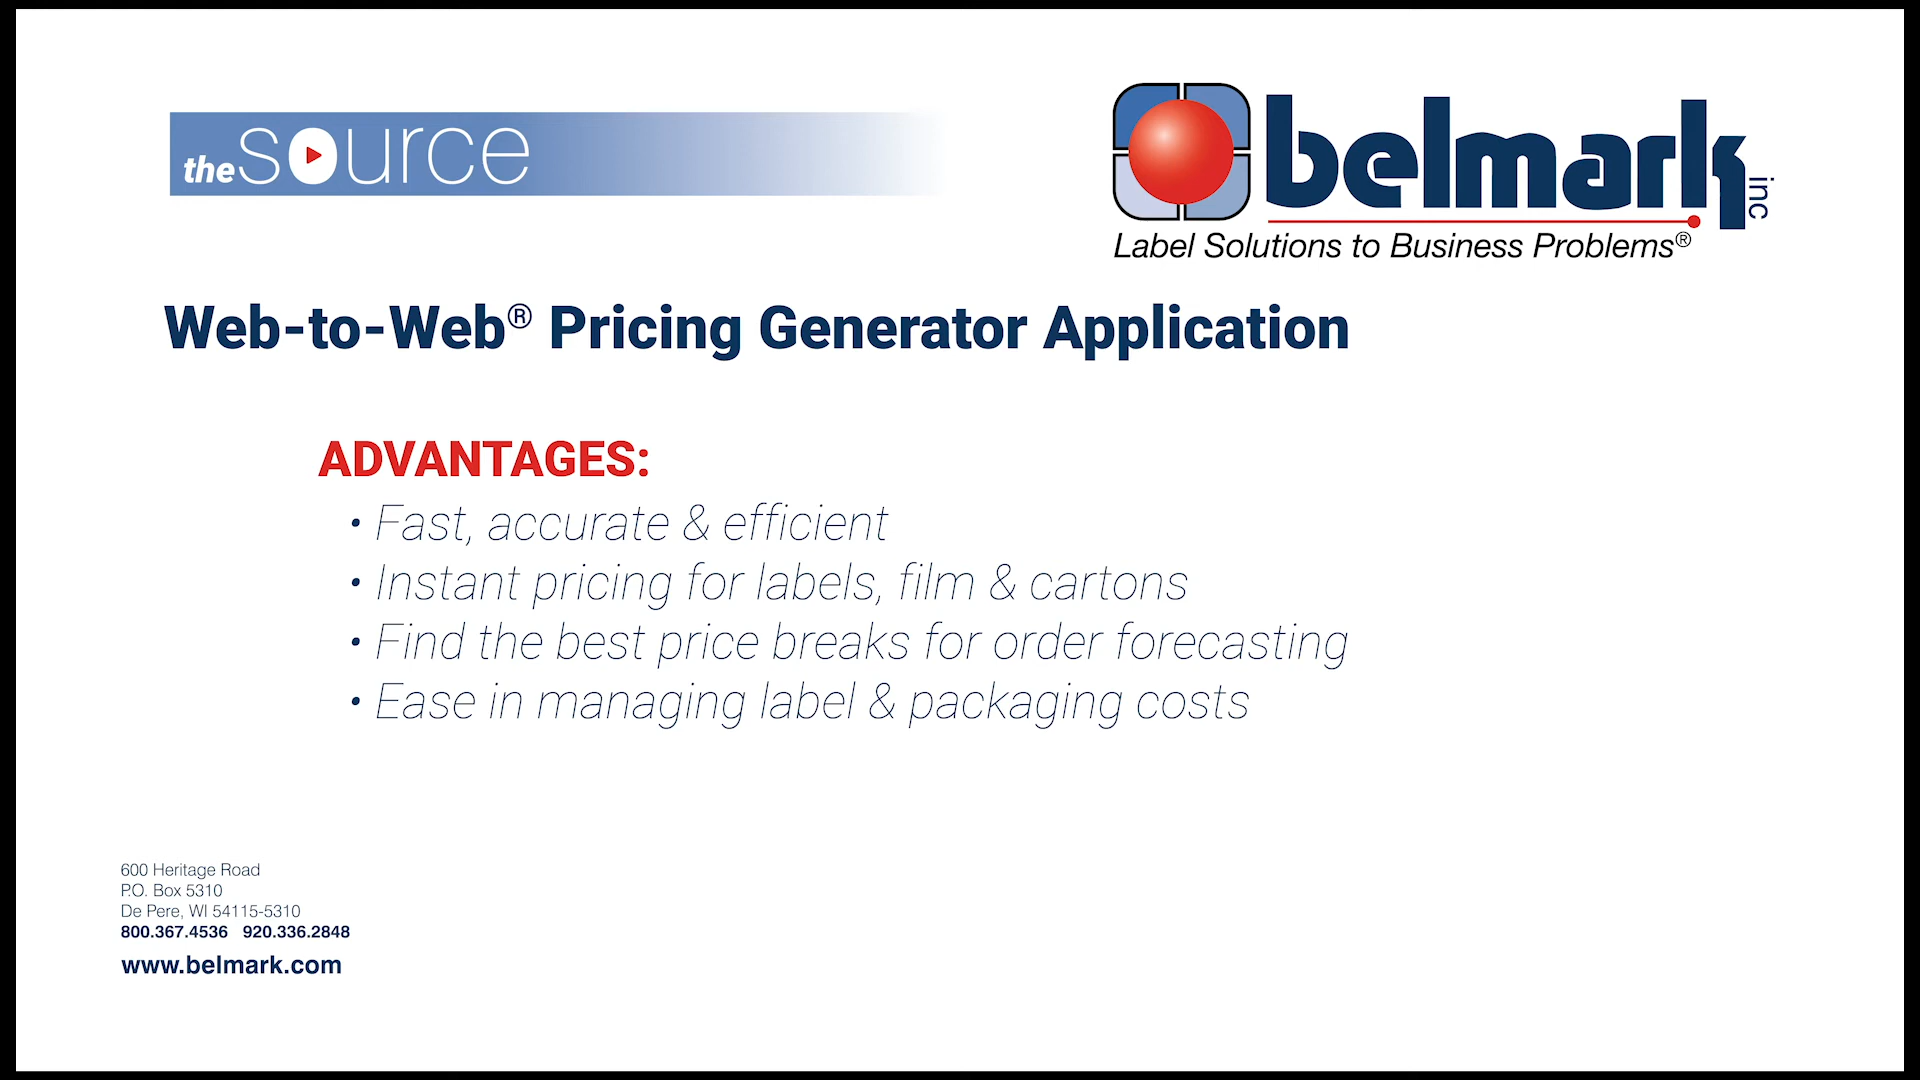 the source
belmark inc
Label Solutions to Business Problems®
Web-to-Web® Pricing Generator Application
ADVANTAGES:
• Fast, accurate & efficient
• Instant pricing for labels, film & cartons
• Find the best price breaks for order forecasting
• Ease in managing label & packaging costs
600 Heritage Road
P.O. Box 5310
De Pere, WI 54115-5310
800.367.4536 920.336.2848
www.belmark.com